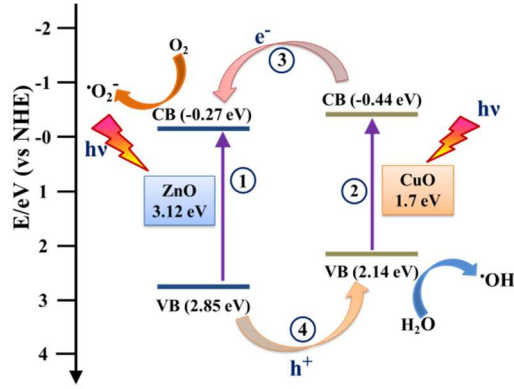 E/eV (vs NHE)
-2
-1
-0
1
2
3
4
O₂
•O₂⁻
e⁻
3
CB (-0.27 eV)
CB (-0.44 eV)
hν
hν
ZnO
3.12 eV
1
2
CuO
1.7 eV
VB (2.85 eV)
VB (2.14 eV)
•OH
H₂O
4
h⁺